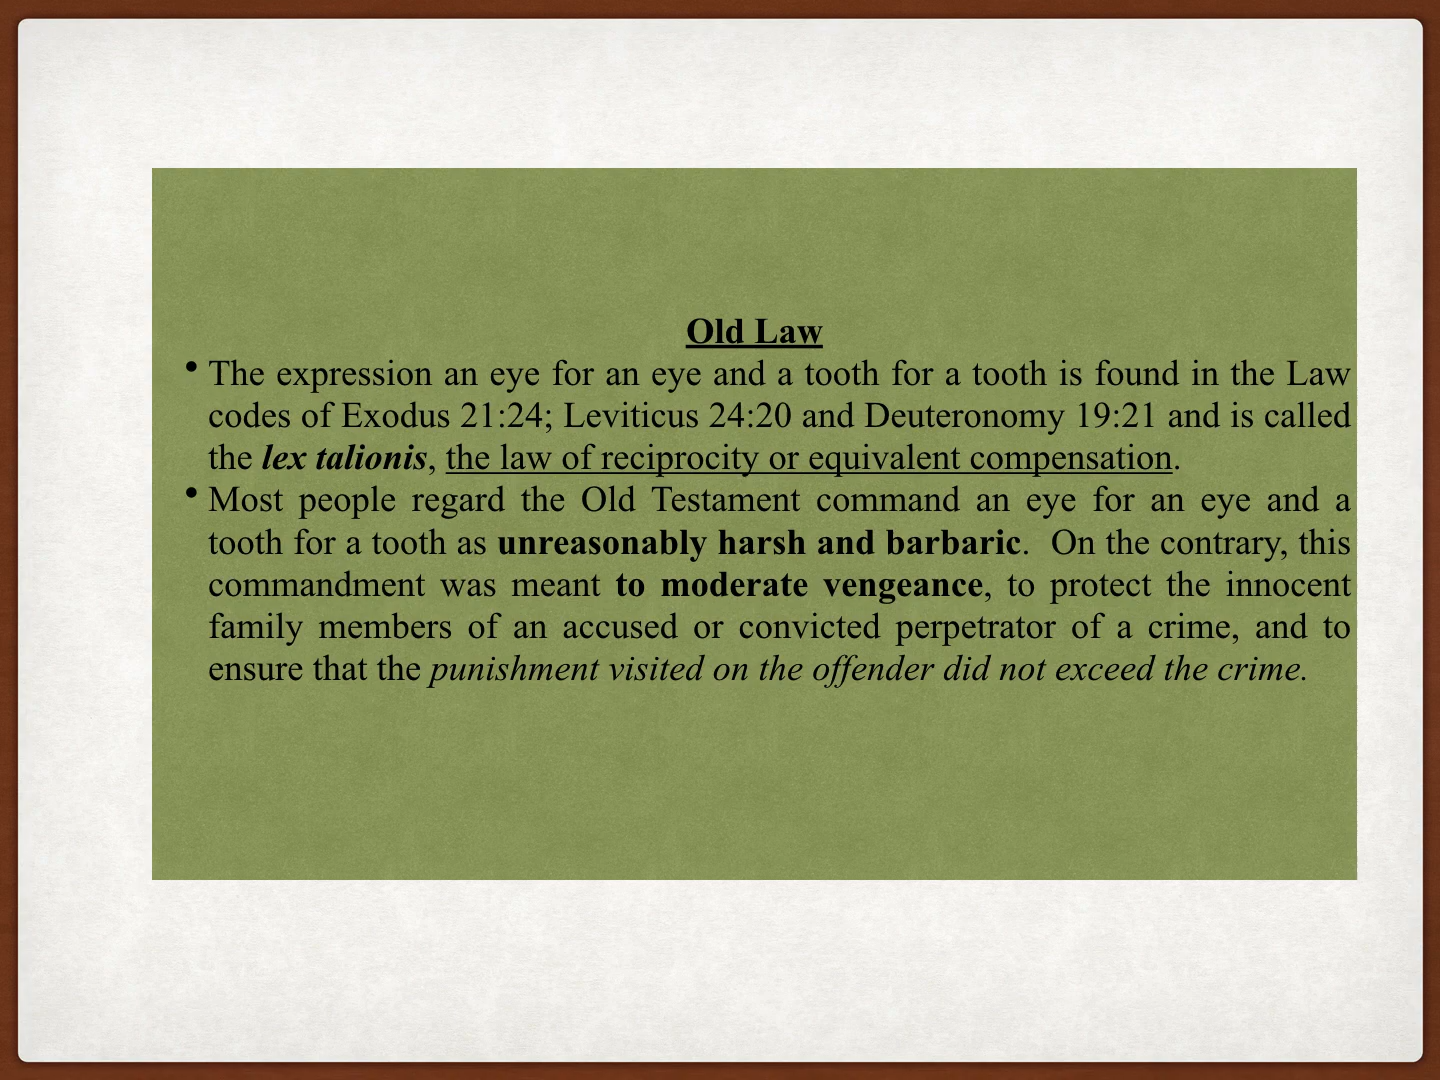 Old Law
• The expression an eye for an eye and a tooth for a tooth is found in the Law
codes of Exodus 21:24; Leviticus 24:20 and Deuteronomy 19:21 and is called
the lex talionis, the law of reciprocity or equivalent compensation.
• Most people regard the Old Testament command an eye for an eye and a
tooth for a tooth as unreasonably harsh and barbaric.  On the contrary, this
commandment was meant to moderate vengeance, to protect the innocent
family members of an accused or convicted perpetrator of a crime, and to
ensure that the punishment visited on the offender did not exceed the crime.